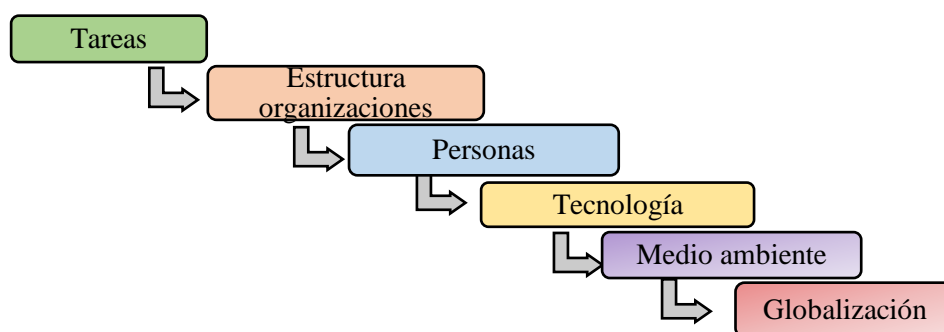 Tareas
Estructura
organizaciones
Personas
Tecnología
Medio ambiente
Globalización